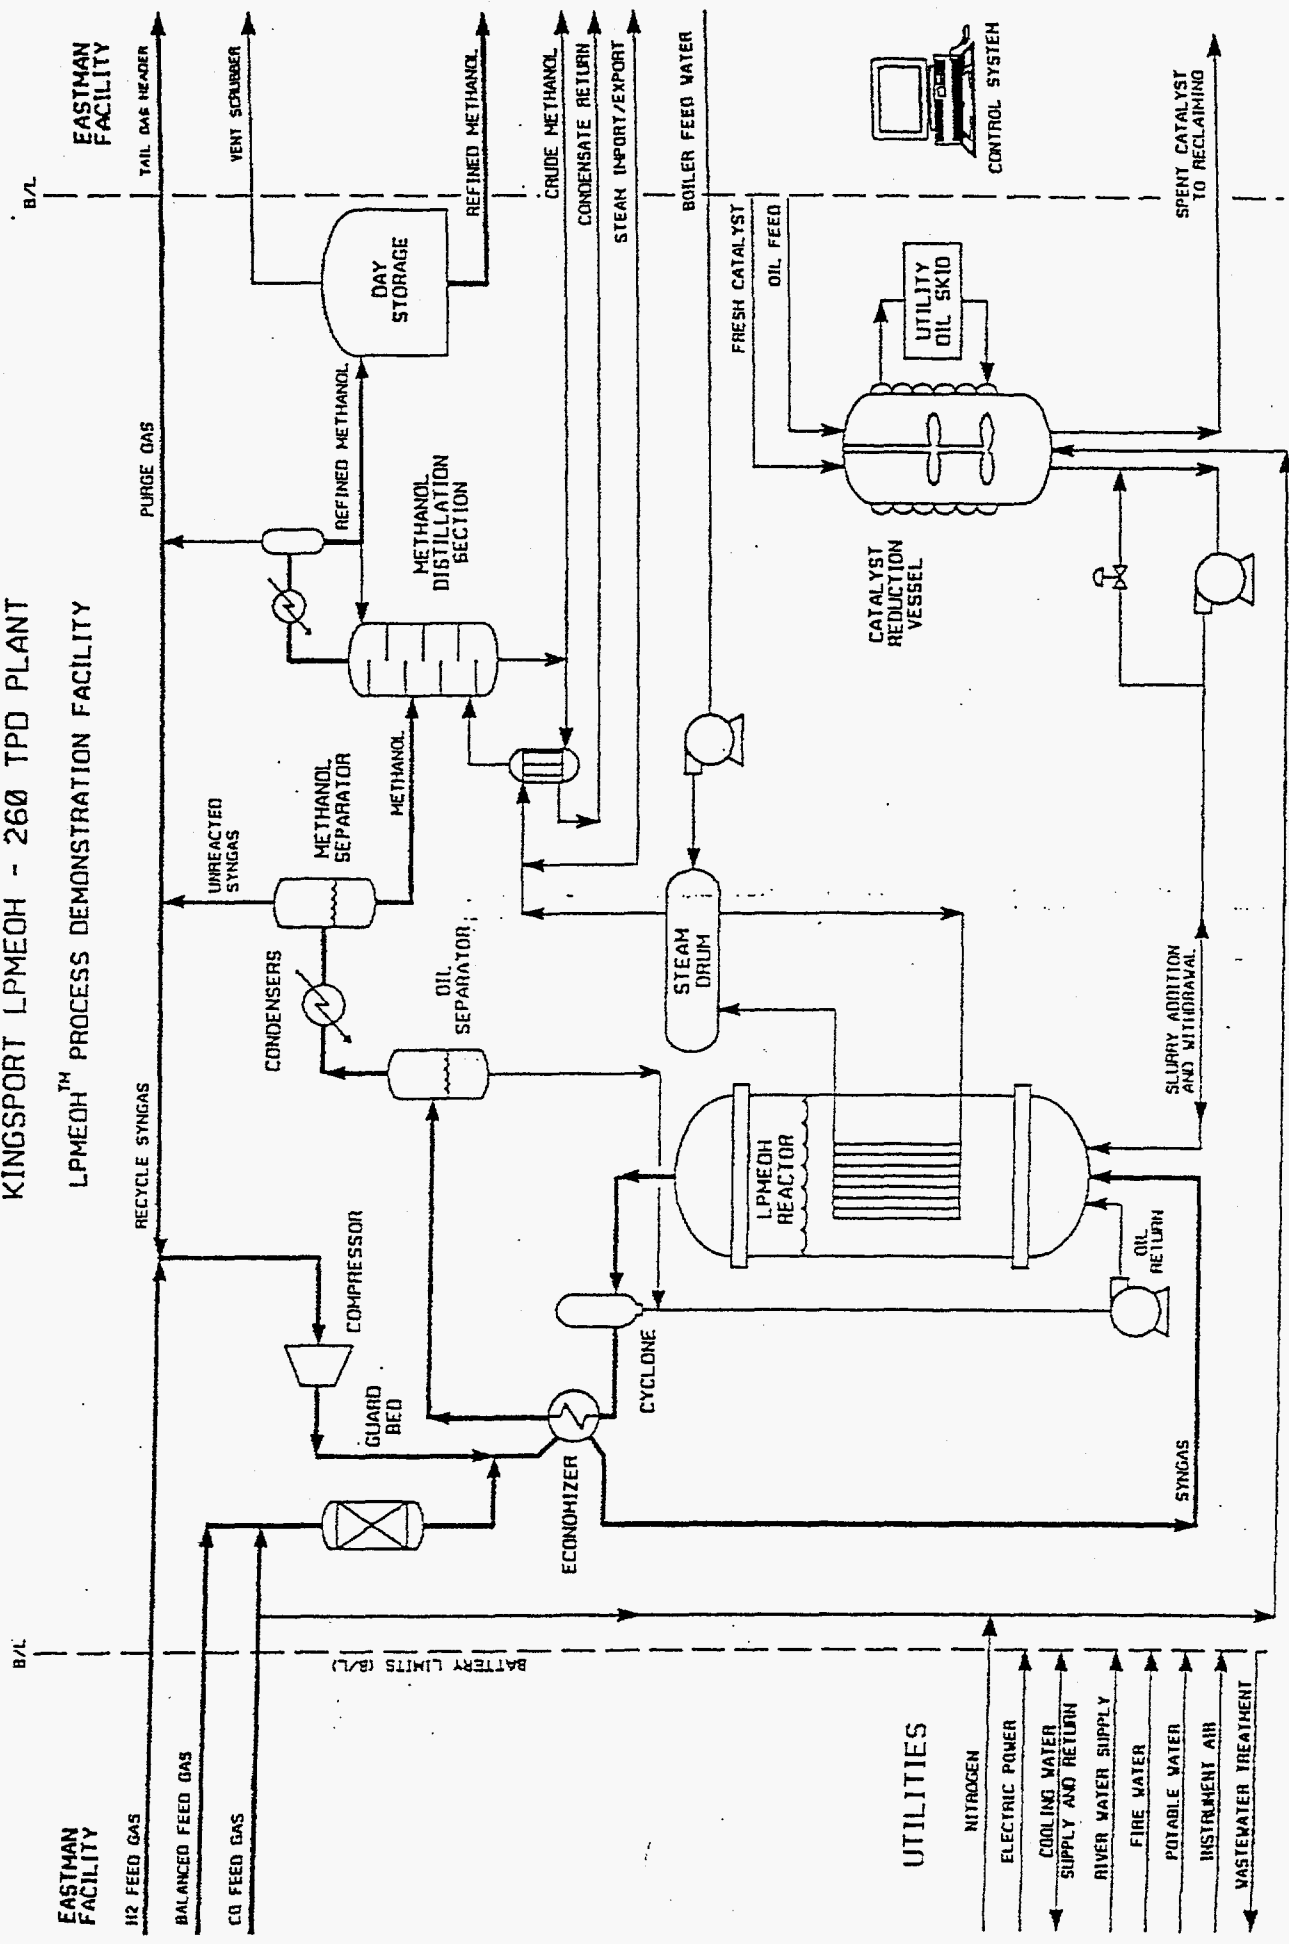 KINGSPORT LPMEOH - 260 TPD PLANT
LPMEOH™ PROCESS DEMONSTRATION FACILITY
EASTMAN
FACILITY
B/L
B/L
EASTMAN
FACILITY
H2 FEED GAS
RECYCLE SYNGAS
PURGE GAS
TAIL GAS HEADER
BALANCED FEED GAS
CO FEED GAS
UNREACTED
SYNGAS
VENT SCRUBBER
BATTERY LIMITS (B/L)
GUARD
BED
COMPRESSOR
CONDENSERS
METHANOL
SEPARATOR
METHANOL
REFINED METHANOL
DAY
STORAGE
METHANOL
DISTILLATION
SECTION
REFINED METHANOL
OIL
SEPARATOR
CRUDE METHANOL
CONDENSATE RETURN
STEAM IMPORT/EXPORT
BOILER FEED WATER
ECONOMIZER
CYCLONE
STEAM
DRUM
FRESH CATALYST
OIL FEED
LPMEOH
REACTOR
UTILITY
OIL SKID
CATALYST
REDUCTION
VESSEL
CONTROL SYSTEM
OIL
RETURN
SYNGAS
SLURRY ADDITION
AND WITHDRAWAL
SPENT CATALYST
TO RECLAIMING
UTILITIES
NITROGEN
ELECTRIC POWER
COOLING WATER
SUPPLY AND RETURN
RIVER WATER SUPPLY
FIRE WATER
POTABLE WATER
INSTRUMENT AIR
WASTEWATER TREATMENT